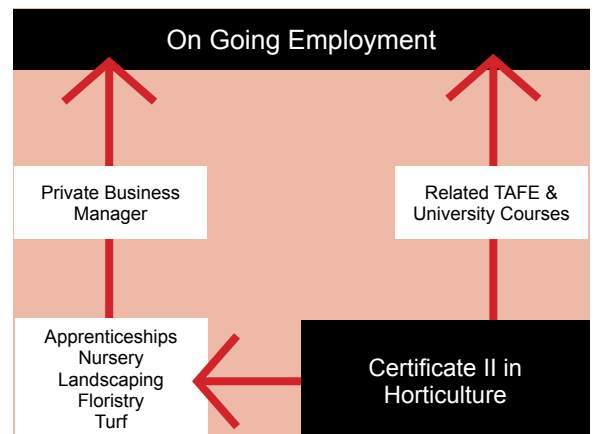 On Going Employment
Private Business
Manager
Related TAFE &
University Courses
Apprenticeships
Nursery
Landscaping
Floristry
Turf
Certificate II in
Horticulture